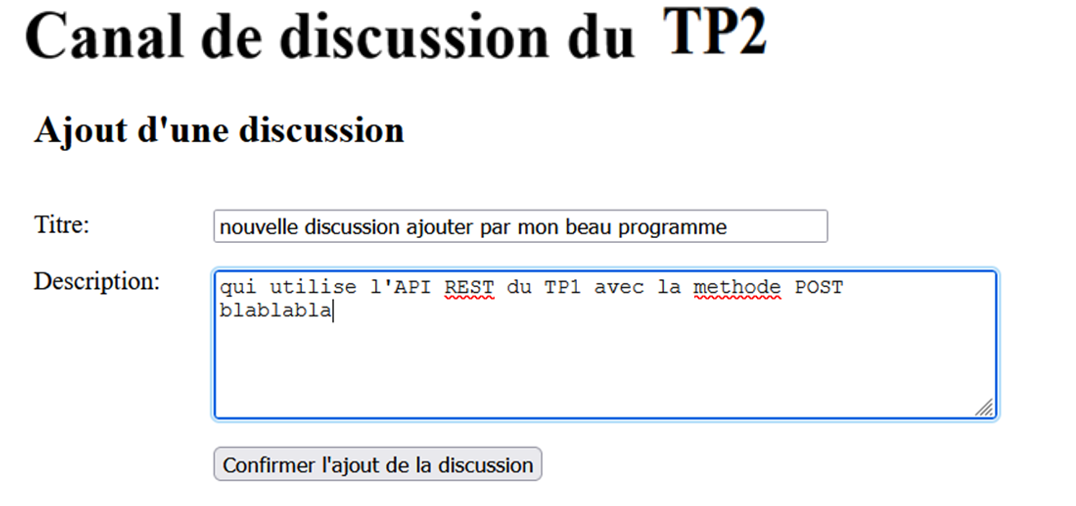 Canal de discussion du TP2
Ajout d'une discussion
Titre: nouvelle discussion ajouter par mon beau programme
Description: qui utilise l'API REST du TP1 avec la methode POST
blablabla
Confirmer l'ajout de la discussion